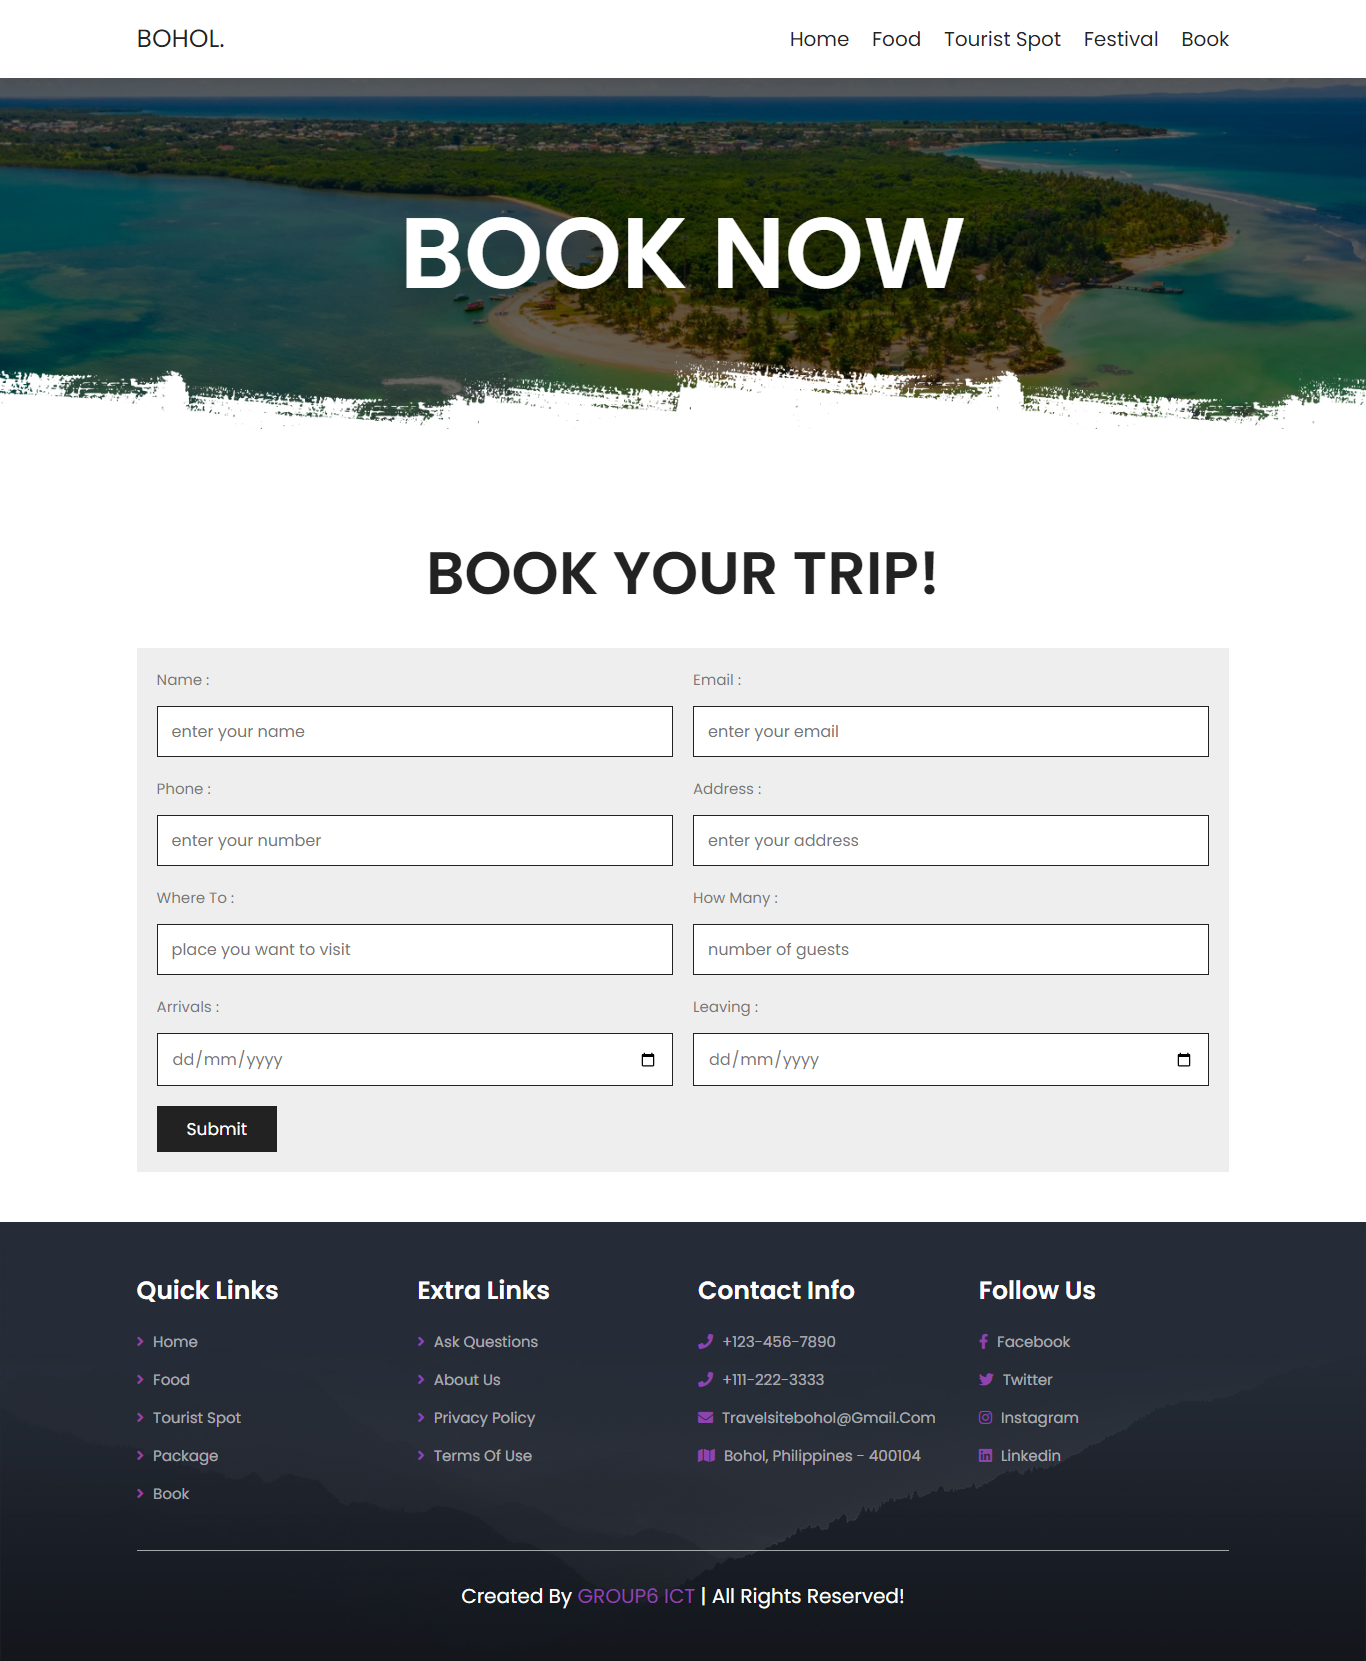 BOHOL.
Home Food Tourist Spot Festival Book
BOOK NOW
BOOK YOUR TRIP!
Name : Email :
enter your name enter your email
Phone : Address :
enter your number enter your address
Where To : How Many :
place you want to visit number of guests
Arrivals : Leaving :
dd/mm/yyyy dd/mm/yyyy
Submit
Quick Links
Home
Food
Tourist Spot
Package
Book
Extra Links
Ask Questions
About Us
Privacy Policy
Terms Of Use
Contact Info
+123-456-7890
+111-222-3333
Travelsitebohol@Gmail.Com
Bohol, Philippines - 400104
Follow Us
Facebook
Twitter
Instagram
Linkedin
Created By GROUP6 ICT | All Rights Reserved!